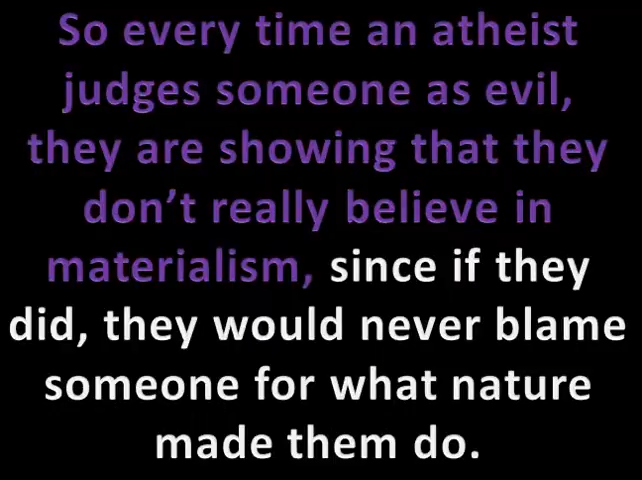 So every time an atheist
judges someone as evil,
they are showing that they
don’t really believe in
materialism, since if they
did, they would never blame
someone for what nature
made them do.